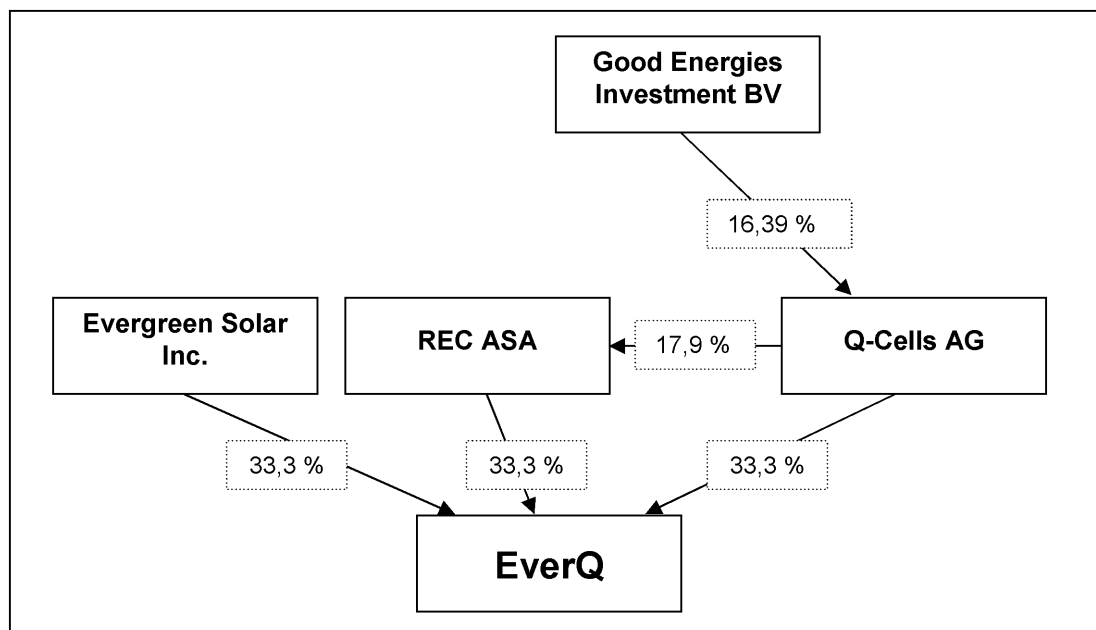 Good Energies
Investment BV
16,39 %
Evergreen Solar
Inc.
REC ASA
17,9 %
Q-Cells AG
33,3 %
33,3 %
33,3 %
EverQ